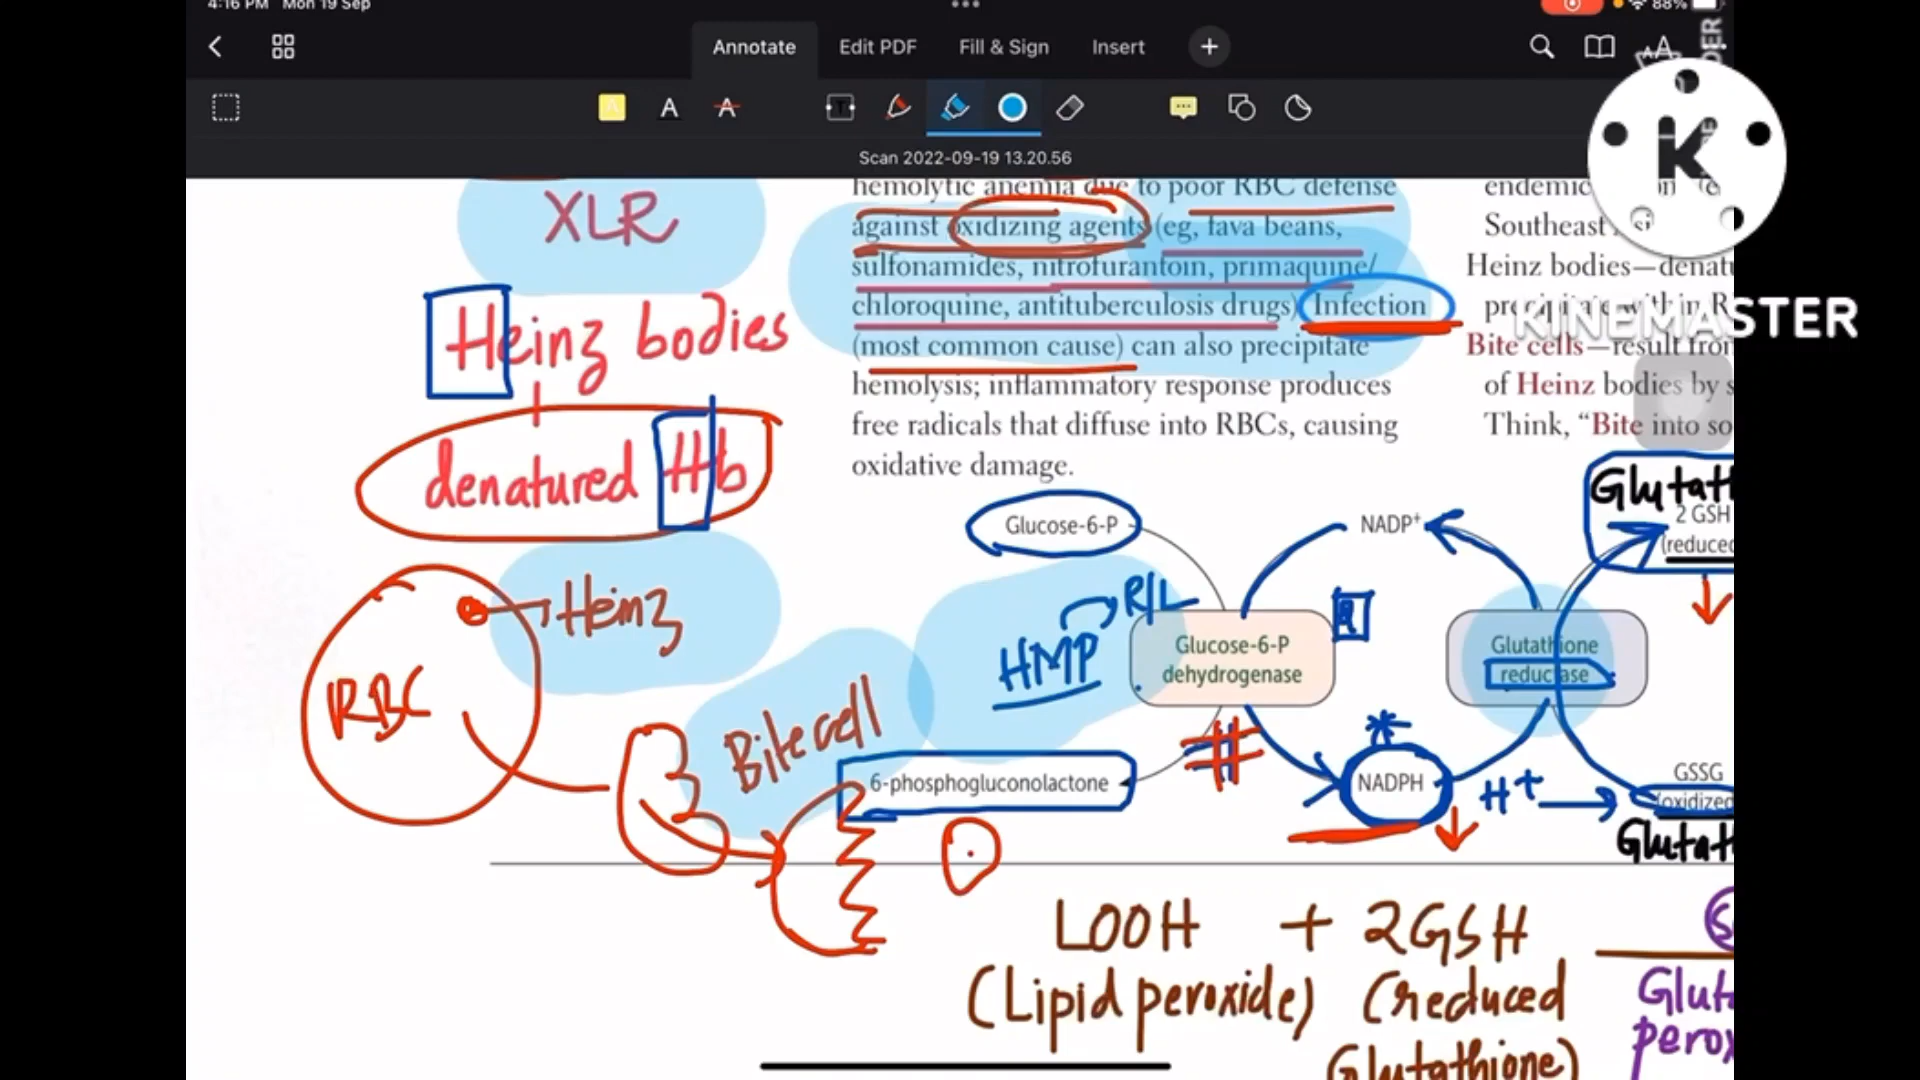 4:16 PM Mon 19 Sep
88%
Annotate Edit PDF Fill & Sign Insert
Scan 2022-09-19 13.20.56
KINEMASTER
XLR
Heinz bodies
denatured Hb
RBC
Heinz
Bite cell
hemolytic anemia due to poor RBC defense
against oxidizing agents (eg, fava beans,
sulfonamides, nitrofurantoin, primaquine/
chloroquine, antituberculosis drugs) Infection
(most common cause) can also precipitate
hemolysis; inflammatory response produces
free radicals that diffuse into RBCs, causing
oxidative damage.
endemic
Southeast
Heinz bodies—
within R
Bite cells—result from
of Heinz bodies by s
Think, “Bite into so
Glucose-6-P
NADP+
2 GSH
(reduced
HMP R/L
Glucose-6-P
dehydrogenase
Glutathione
reductase
6-phosphogluconolactone
NADPH
H+
GSSG
(oxidized
LOOH + 2GSH
(Lipid peroxide) (reduced
Glutathione)